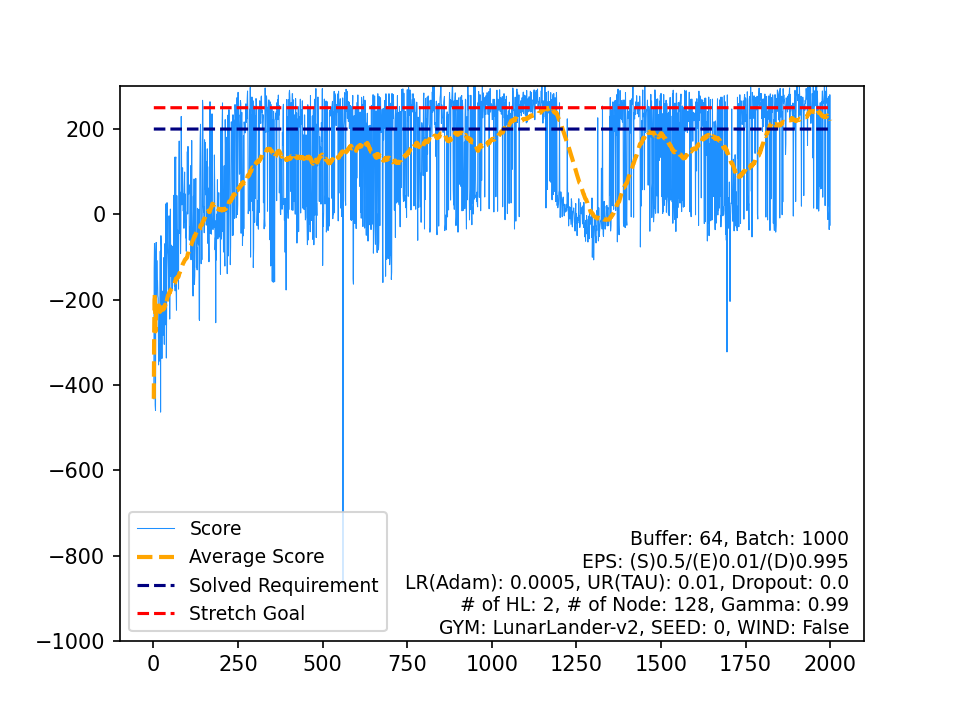 200
0
−200
−400
−600
−800
−1000
Score
Average Score
Solved Requirement
Stretch Goal
Buffer: 64, Batch: 1000
EPS: (S)0.5/(E)0.01/(D)0.995
LR(Adam): 0.0005, UR(TAU): 0.01, Dropout: 0.0
# of HL: 2, # of Node: 128, Gamma: 0.99
GYM: LunarLander-v2, SEED: 0, WIND: False
0 250 500 750 1000 1250 1500 1750 2000